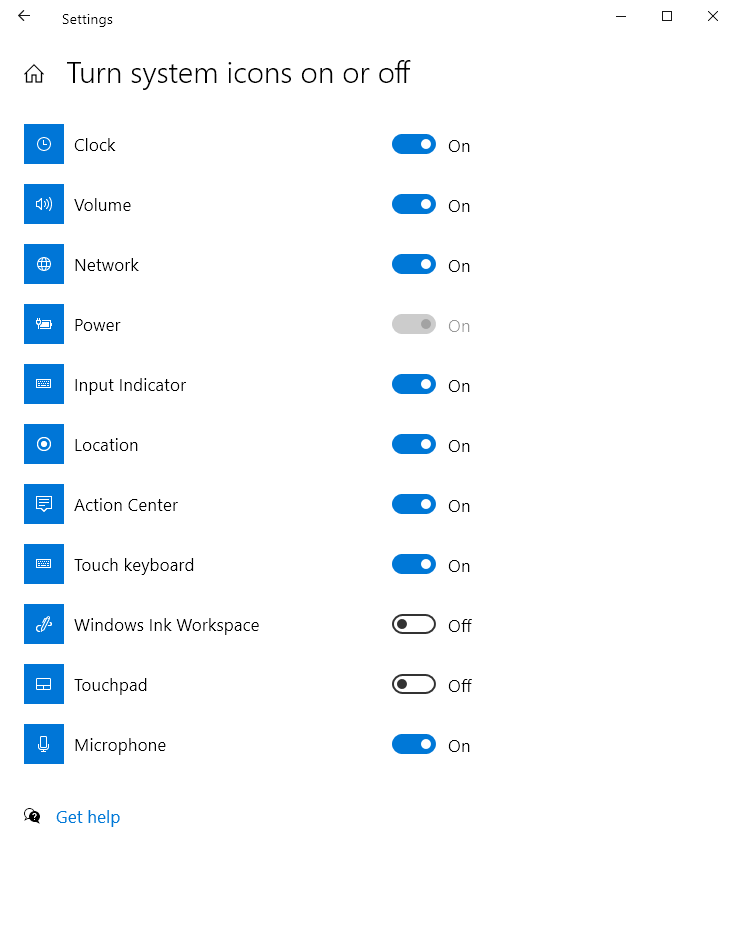 Settings
Turn system icons on or off
Clock On
Volume On
Network On
Power On
Input Indicator On
Location On
Action Center On
Touch keyboard On
Windows Ink Workspace Off
Touchpad Off
Microphone On
Get help